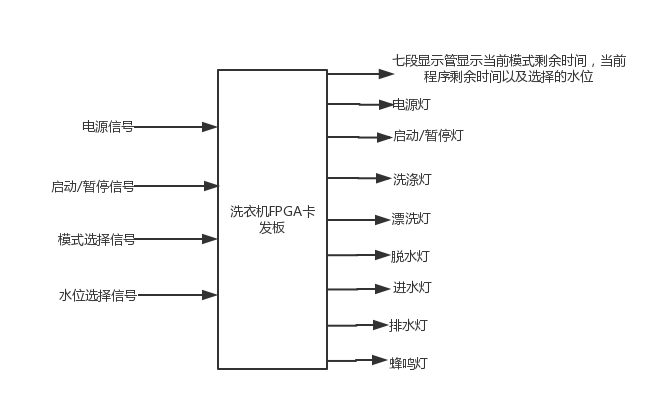 七段显示管显示当前模式剩余时间，当前
程序剩余时间以及选择的水位
电源灯
电源信号
启动/暂停灯
启动/暂停信号
洗涤灯
洗衣机FPGA卡
发板
漂洗灯
模式选择信号
脱水灯
进水灯
水位选择信号
排水灯
蜂鸣灯